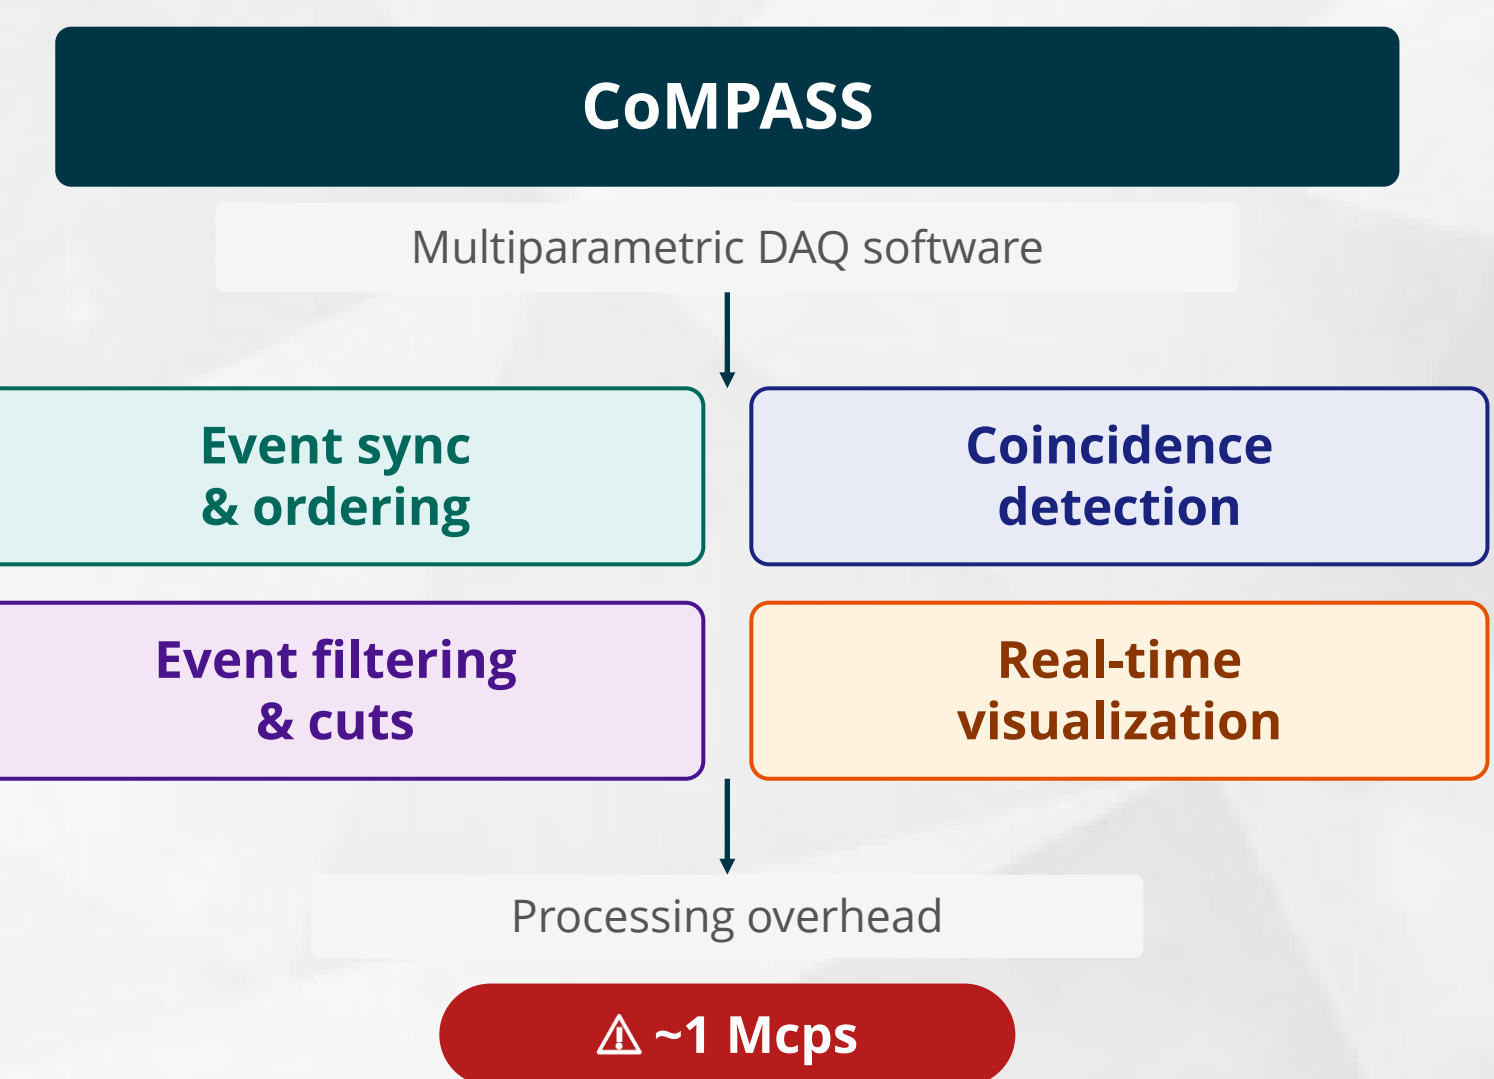 CoMPASS
Multiparametric DAQ software
Event sync
& ordering
Coincidence
detection
Event filtering
& cuts
Real-time
visualization
Processing overhead
⚠ ~1 Mcps